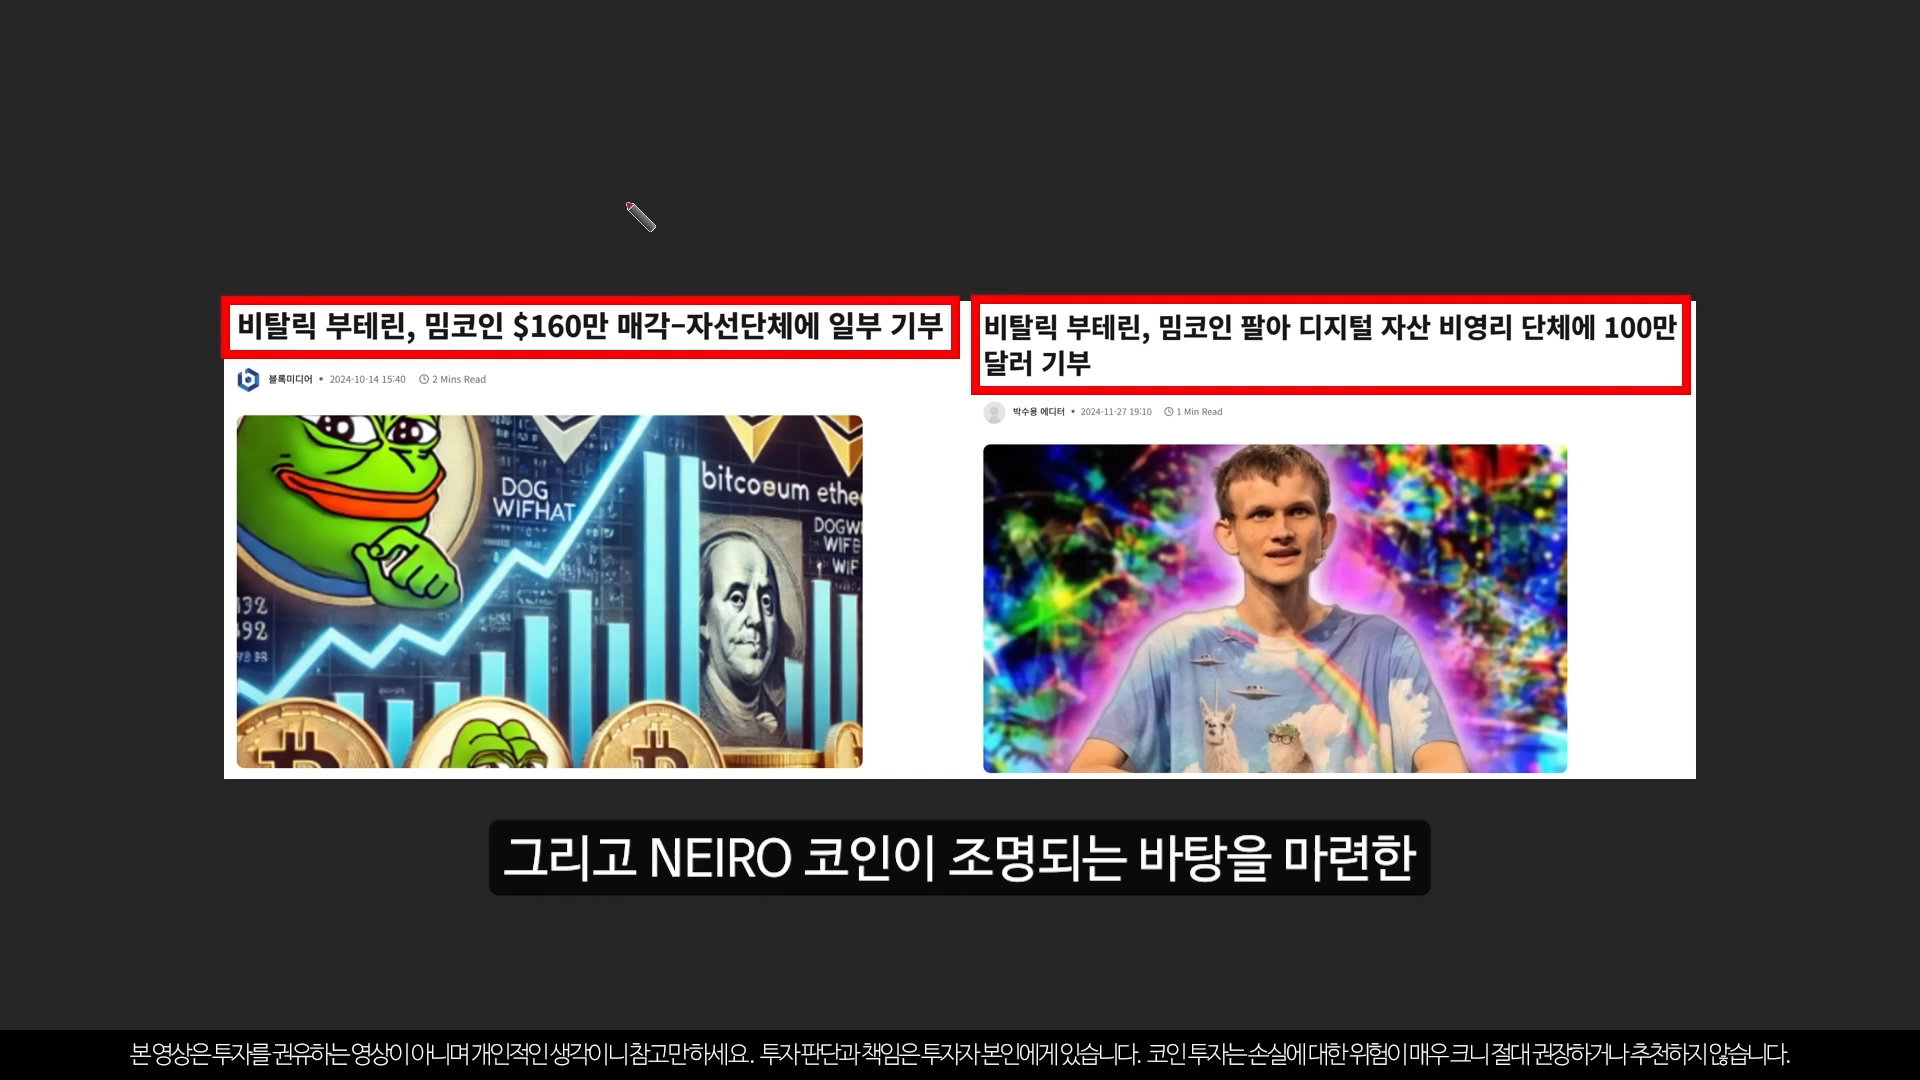 비탈릭 부테린, 밈코인 $160만 매각-자선단체에 일부 기부
블록미디어 • 2024-10-14 15:40 2 Mins Read
DOG
WIFHAT
bitcoeum ethe
DOGWI
WIFB
WIF
132
392
비탈릭 부테린, 밈코인 팔아 디지털 자산 비영리 단체에 100만
달러 기부
박수용 에디터 • 2024-11-27 19:10 1 Min Read
그리고 NEIRO 코인이 조명되는 바탕을 마련한
본 영상은 투자를 권유하는 영상이 아니며 개인적인 생각이니 참고만 하세요. 투자 판단과 책임은 투자자 본인에게 있습니다. 코인 투자는 손실에 대한 위험이 매우 크니 절대 권장하거나 추천하지 않습니다.